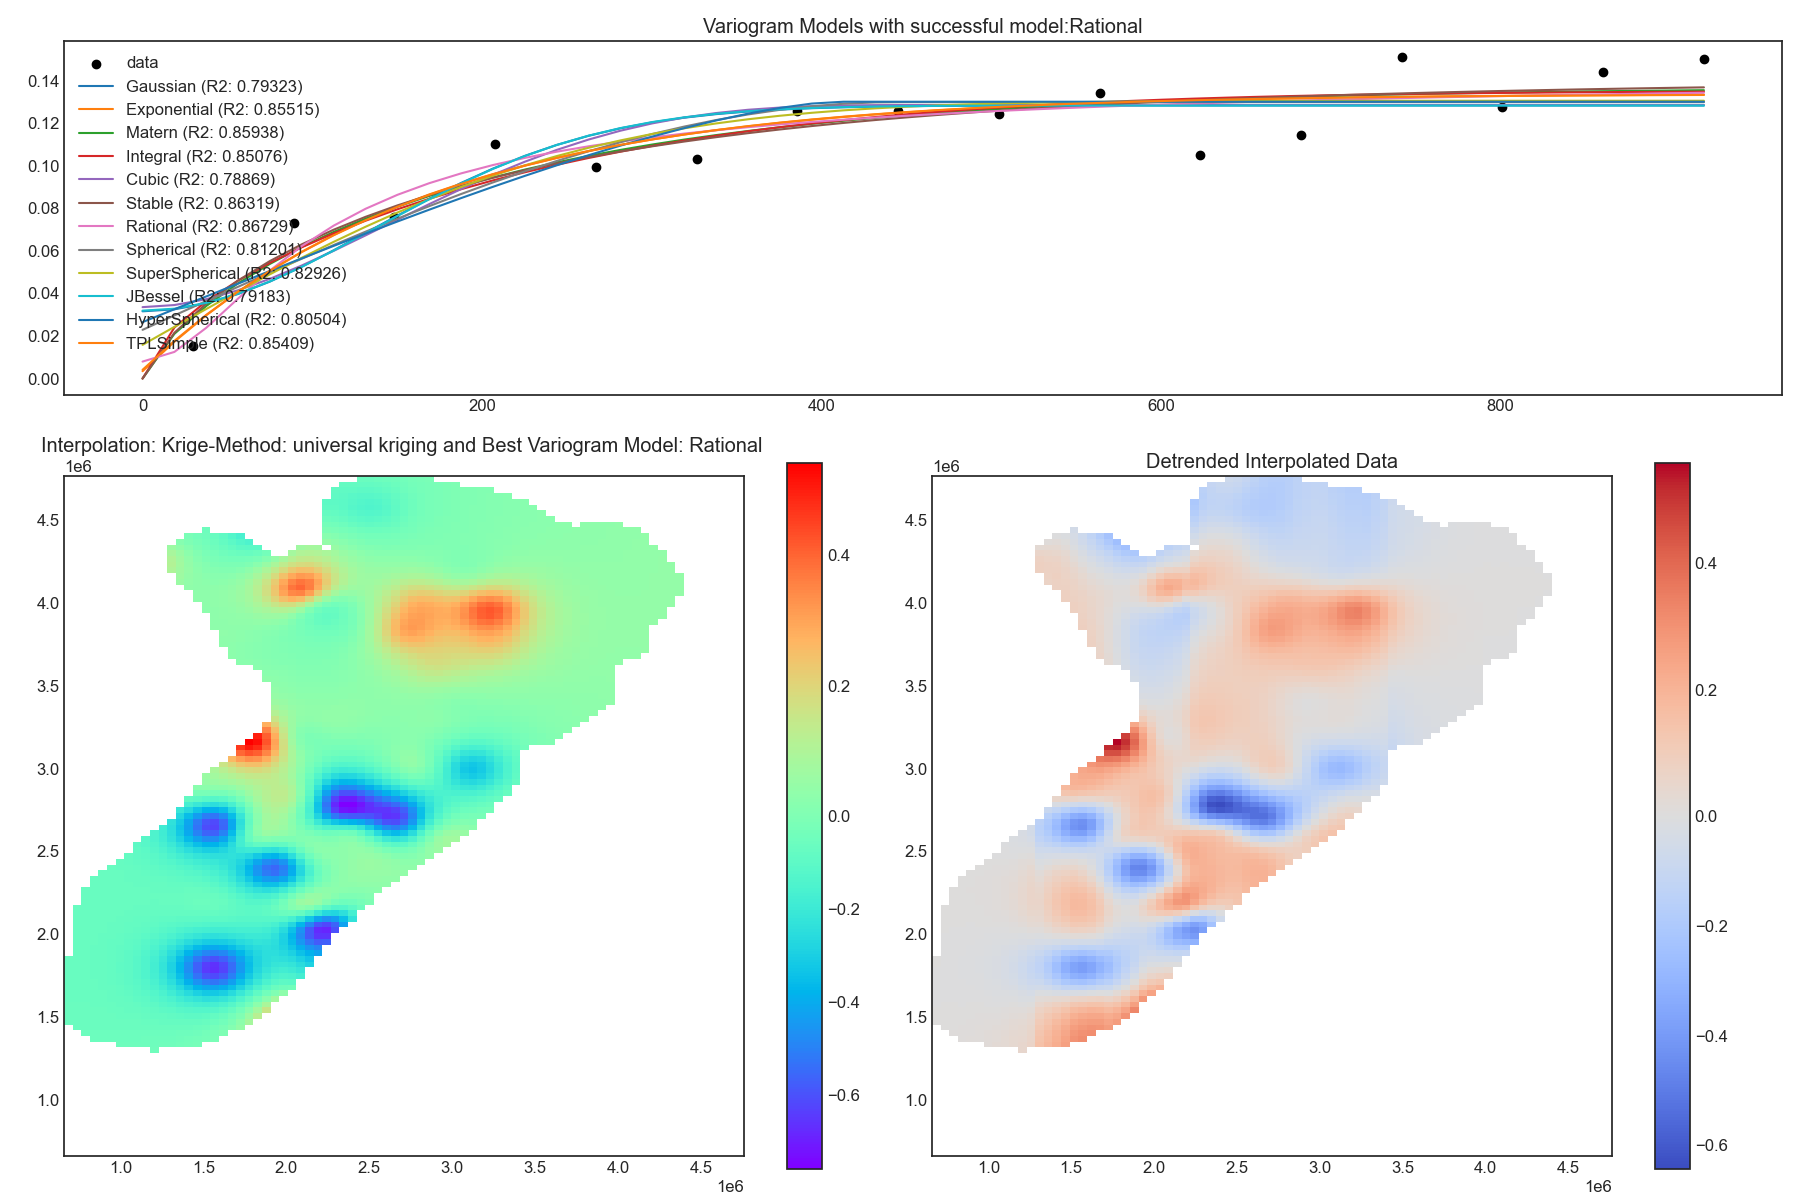 Variogram Models with successful model:Rational
data
Gaussian (R2: 0.79323)
Exponential (R2: 0.85515)
Matern (R2: 0.85938)
Integral (R2: 0.85076)
Cubic (R2: 0.78869)
Stable (R2: 0.86319)
Rational (R2: 0.86729)
Spherical (R2: 0.81201)
SuperSpherical (R2: 0.82926)
JBessel (R2: 0.79183)
HyperSpherical (R2: 0.80504)
TPLSimple (R2: 0.85409)
0.14
0.12
0.10
0.08
0.06
0.04
0.02
0.00
0 200 400 600 800
Interpolation: Krige-Method: universal kriging and Best Variogram Model: Rational
1e6
4.5
4.0
3.5
3.0
2.5
2.0
1.5
1.0
1.0 1.5 2.0 2.5 3.0 3.5 4.0 4.5
1e6
0.4
0.2
0.0
−0.2
−0.4
−0.6
Detrended Interpolated Data
1e6
4.5
4.0
3.5
3.0
2.5
2.0
1.5
1.0
1.0 1.5 2.0 2.5 3.0 3.5 4.0 4.5
1e6
0.4
0.2
0.0
−0.2
−0.4
−0.6